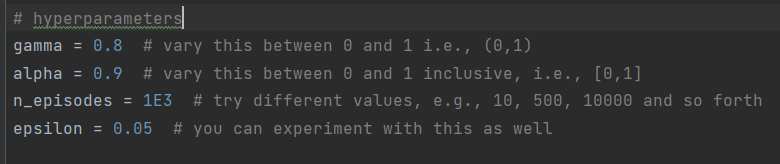 # hyperparameters
gamma = 0.8  # vary this between 0 and 1 i.e., (0,1)
alpha = 0.9  # vary this between 0 and 1 inclusive, i.e., [0,1]
n_episodes = 1E3  # try different values, e.g., 10, 500, 10000 and so forth
epsilon = 0.05  # you can experiment with this as well